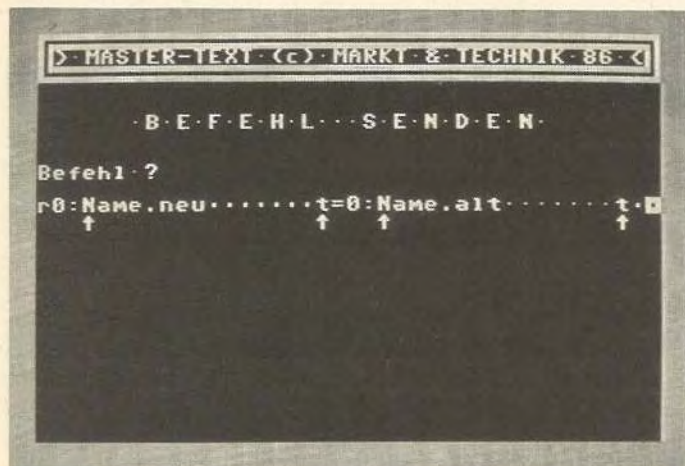 >·MASTER-TEXT·(c)·MARKT·&·TECHNIK·86·<
·B·E·F·E·H·L···S·E·N·D·E·N·
Befehl·?
r0:Name.neu·······t=0:Name.alt·······t·
↑ ↑ ↑ ↑